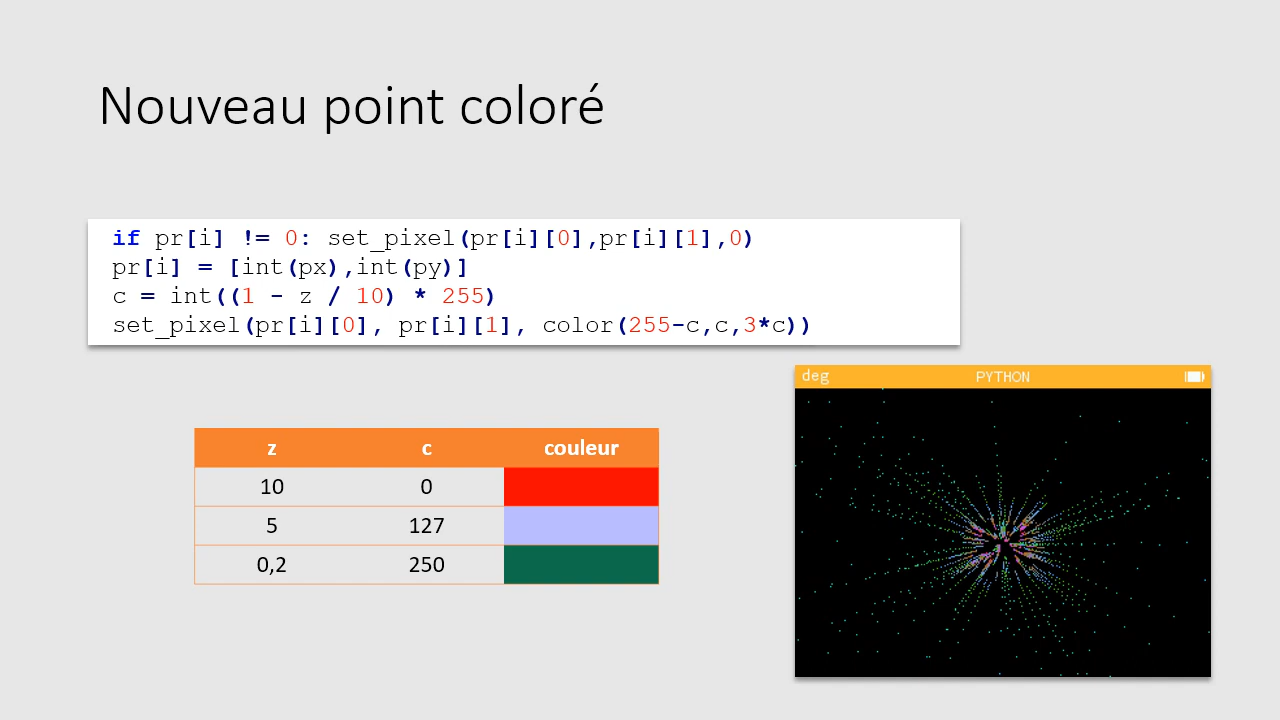 Nouveau point coloré
if pr[i] != 0: set_pixel(pr[i][0],pr[i][1],0)
pr[i] = [int(px),int(py)]
c = int((1 - z / 10) * 255)
set_pixel(pr[i][0], pr[i][1], color(255-c,c,3*c))
deg PYTHON
z c couleur
10 0
5 127
0,2 250